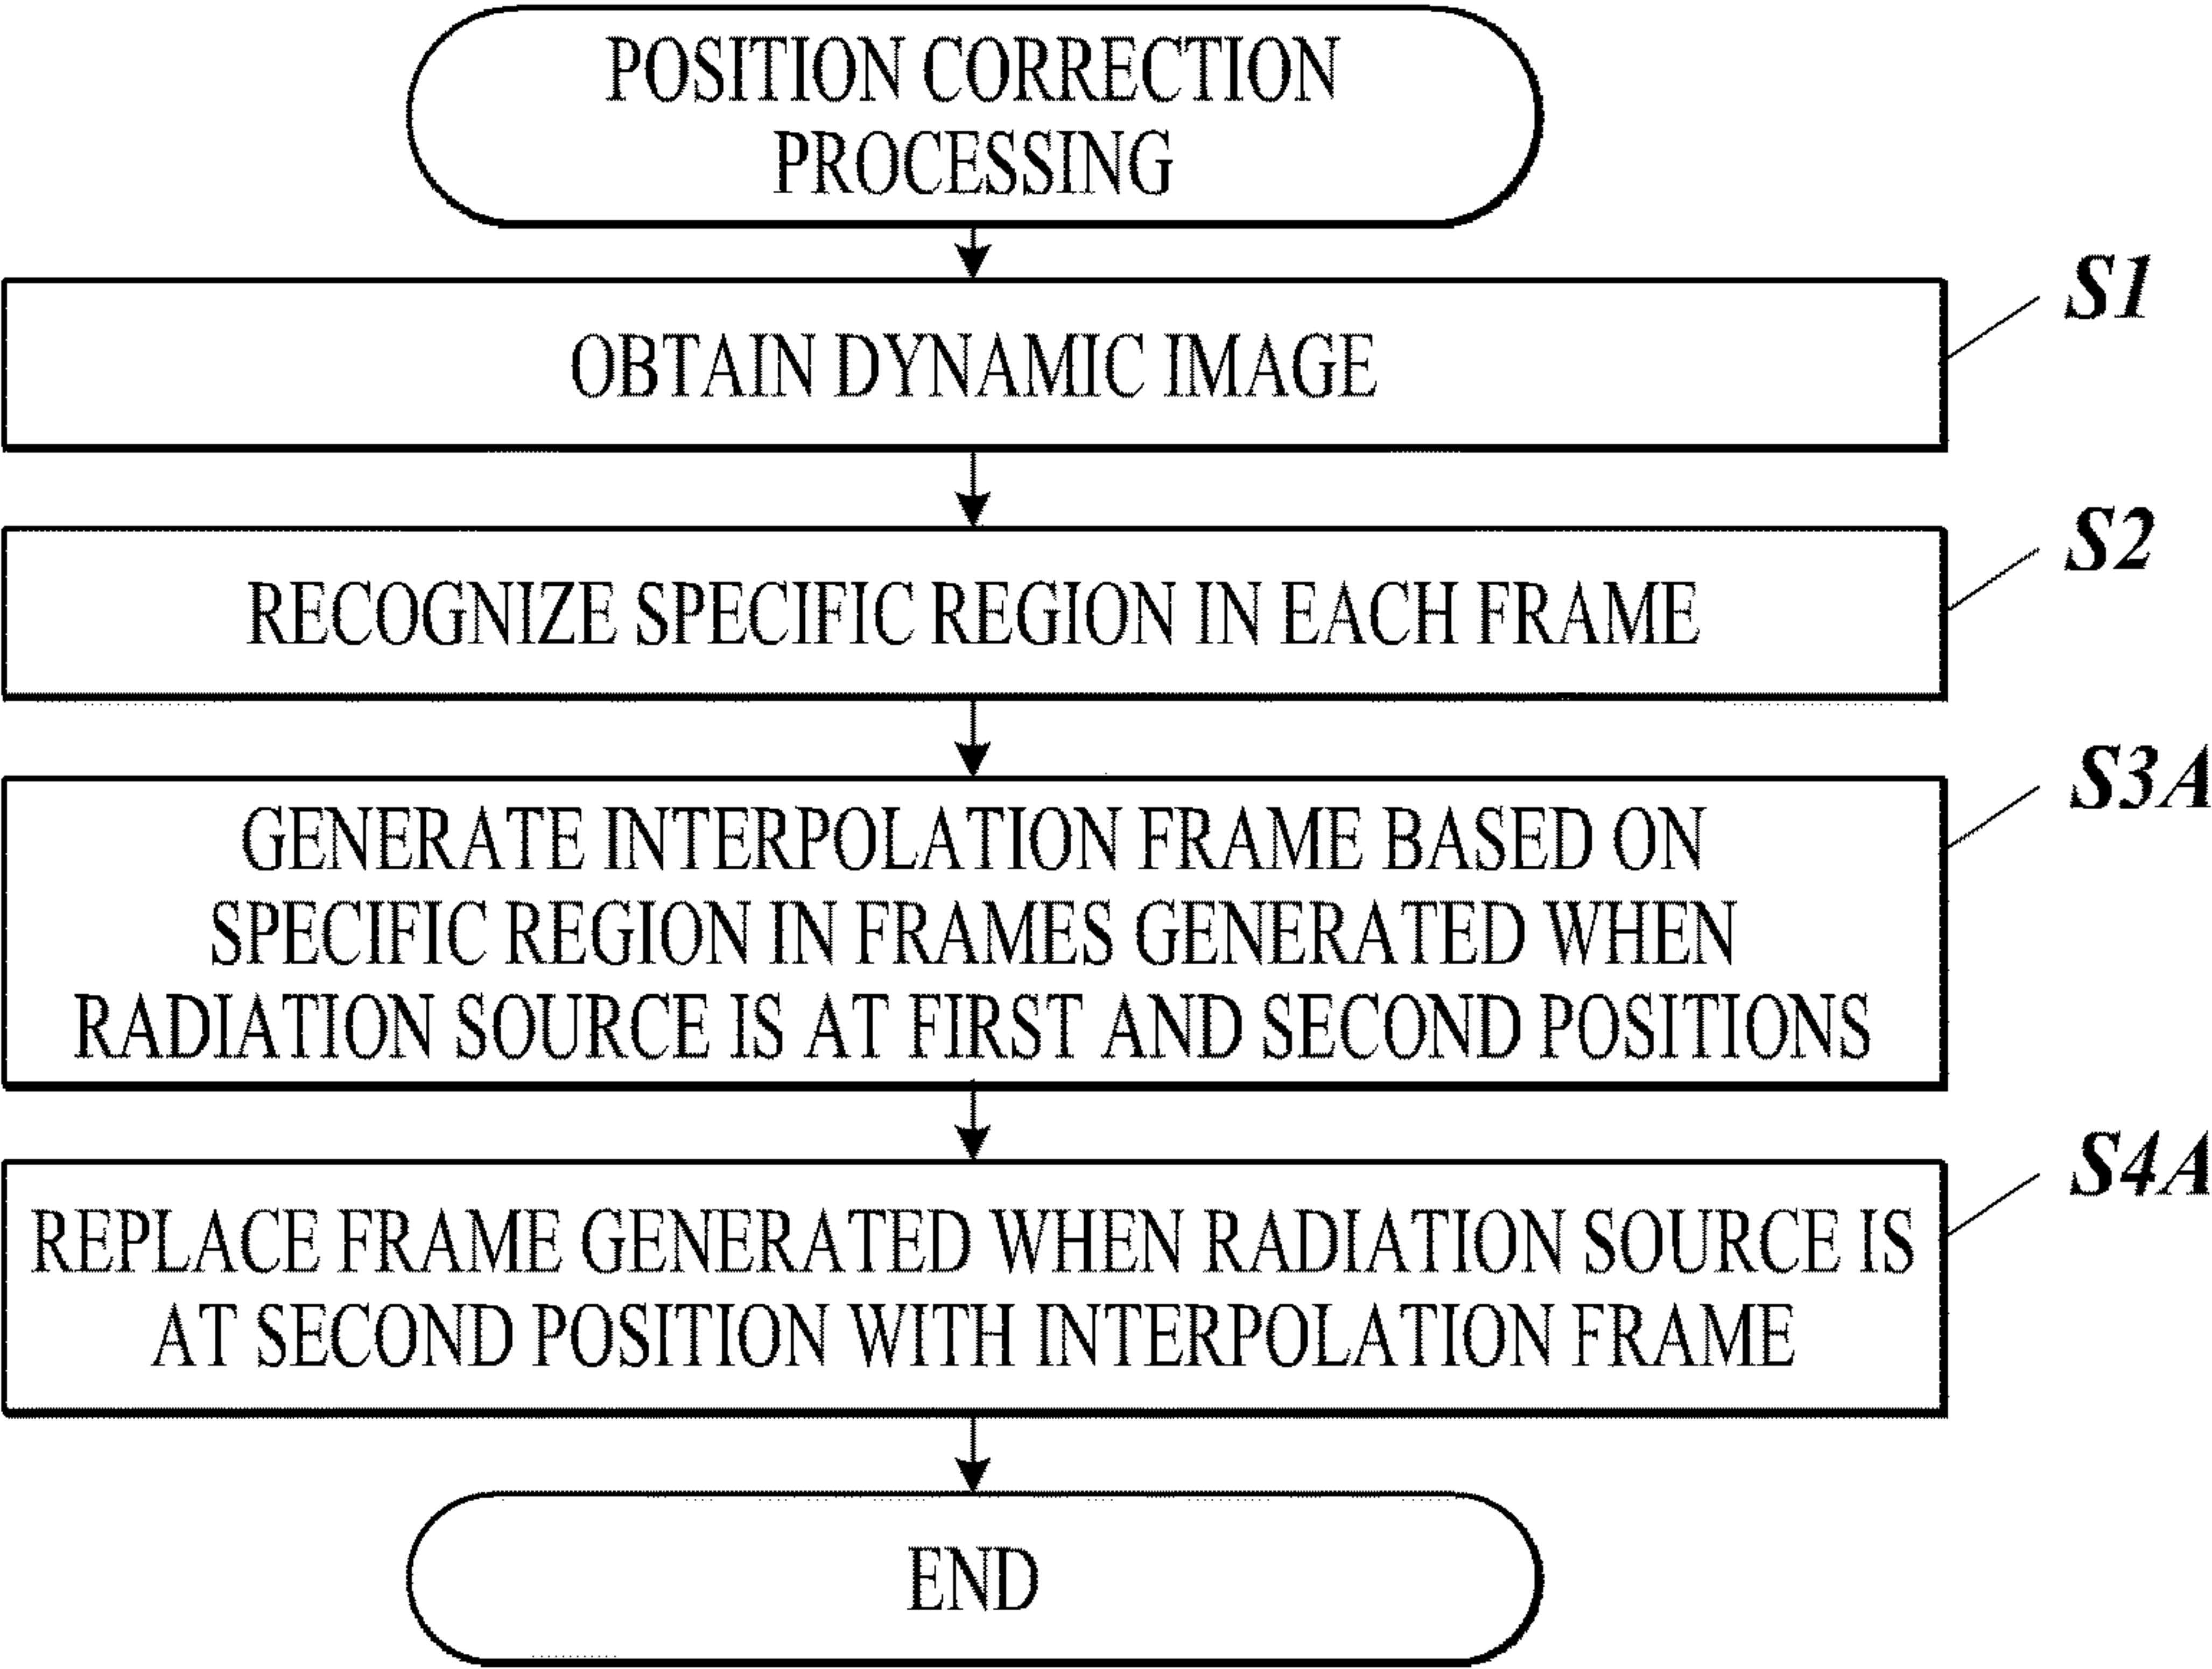 POSITION CORRECTION
PROCESSING
S1
OBTAIN DYNAMIC IMAGE
S2
RECOGNIZE SPECIFIC REGION IN EACH FRAME
S3A
GENERATE INTERPOLATION FRAME BASED ON
SPECIFIC REGION IN FRAMES GENERATED WHEN
RADIATION SOURCE IS AT FIRST AND SECOND POSITIONS
S4A
REPLACE FRAME GENERATED WHEN RADIATION SOURCE IS
AT SECOND POSITION WITH INTERPOLATION FRAME
END